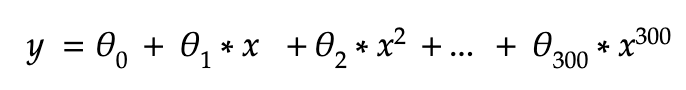 y = θ₀ + θ₁ * x + θ₂ * x² + ... + θ₃₀₀ * x³⁰⁰